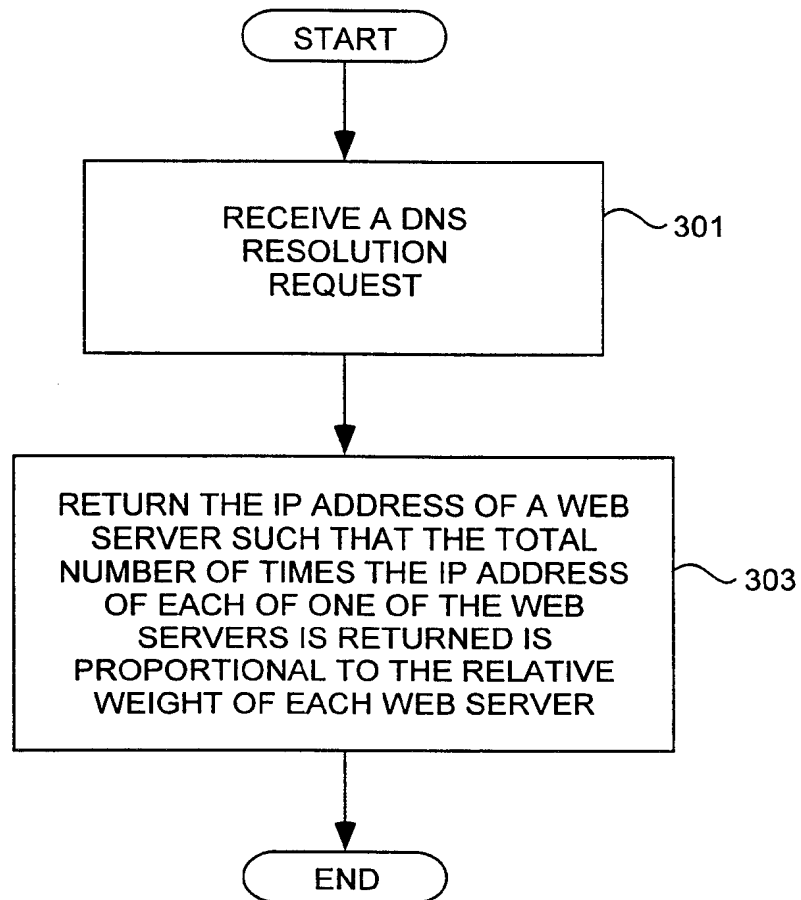 START
RECEIVE A DNS
RESOLUTION
REQUEST
301
RETURN THE IP ADDRESS OF A WEB
SERVER SUCH THAT THE TOTAL
NUMBER OF TIMES THE IP ADDRESS
OF EACH OF ONE OF THE WEB
SERVERS IS RETURNED IS
PROPORTIONAL TO THE RELATIVE
WEIGHT OF EACH WEB SERVER
303
END